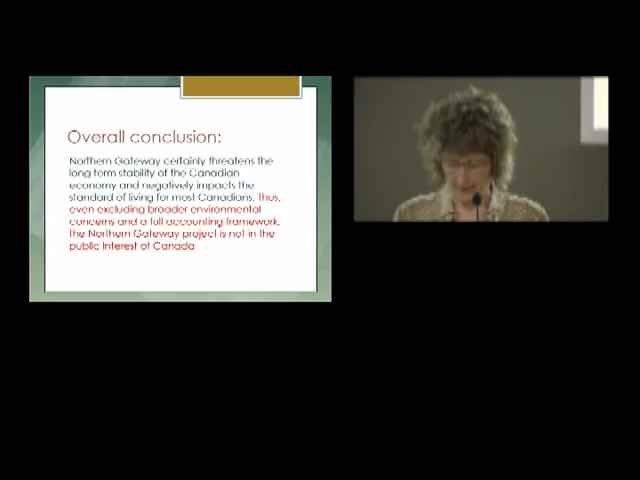 Overall conclusion:
Northern Gateway certainly threatens the
long term stability of the Canadian
economy and negatively impacts the
standard of living for most Canadians. Thus,
even excluding broader environmental
concerns and a full accounting framework,
the Northern Gateway project is not in the
public interest of Canada